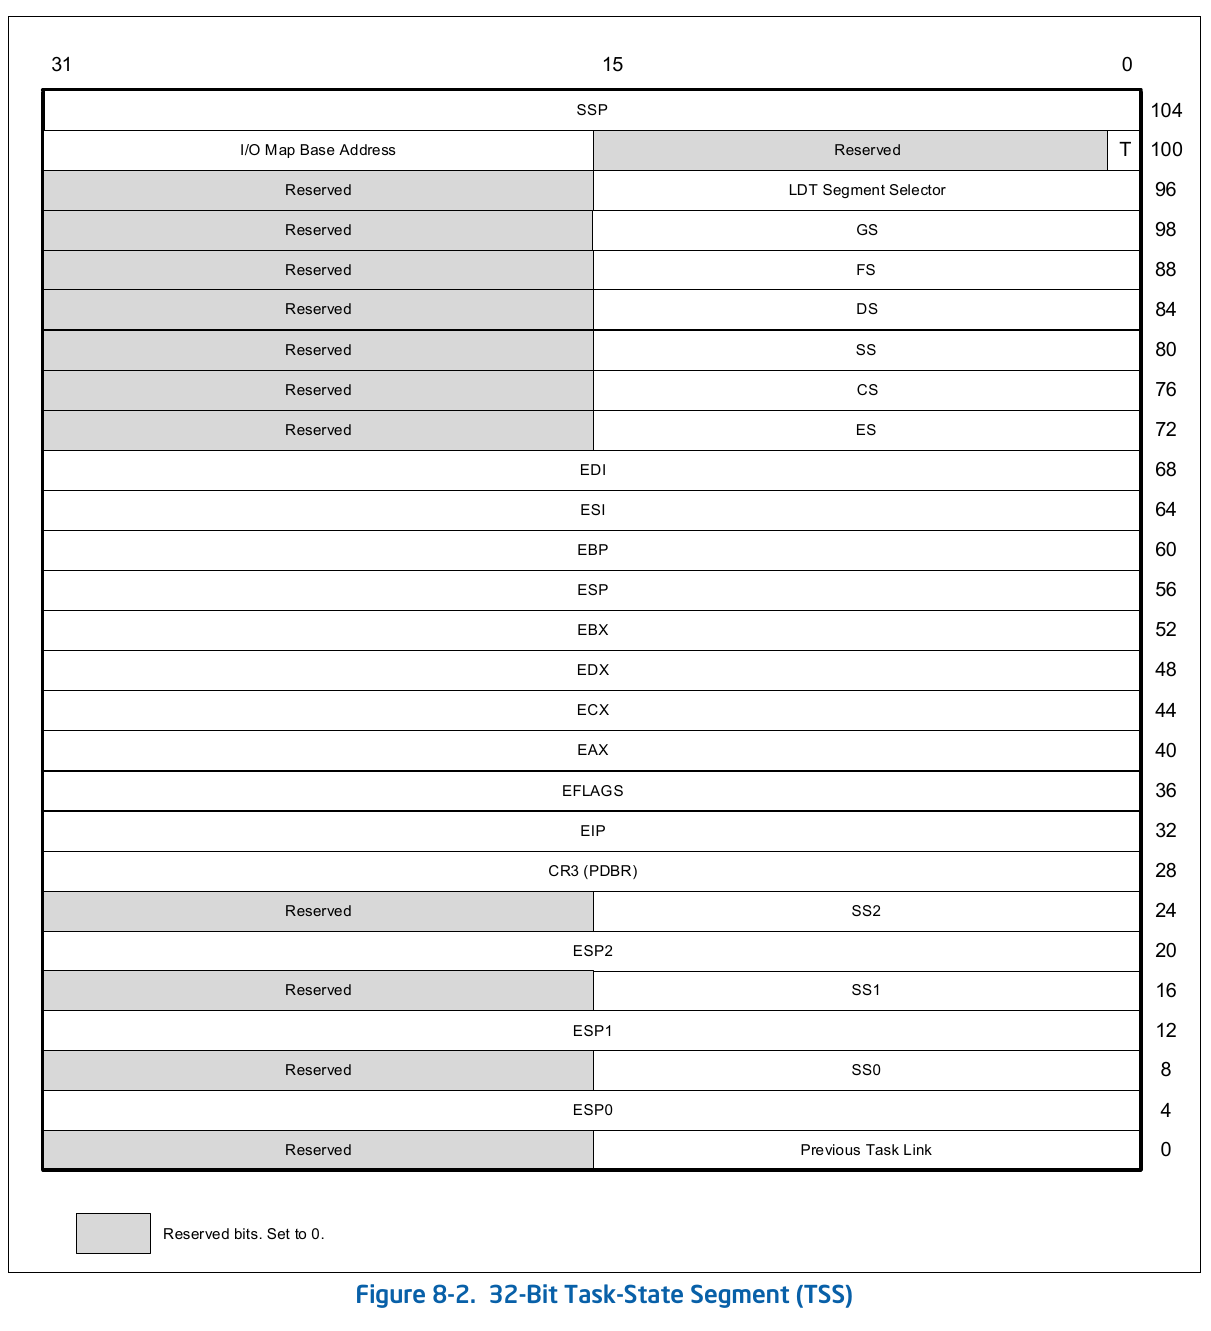 31 15 0
SSP 104
I/O Map Base Address Reserved T 100
Reserved LDT Segment Selector 96
Reserved GS 98
Reserved FS 88
Reserved DS 84
Reserved SS 80
Reserved CS 76
Reserved ES 72
EDI 68
ESI 64
EBP 60
ESP 56
EBX 52
EDX 48
ECX 44
EAX 40
EFLAGS 36
EIP 32
CR3 (PDBR) 28
Reserved SS2 24
ESP2 20
Reserved SS1 16
ESP1 12
Reserved SS0 8
ESP0 4
Reserved Previous Task Link 0
Reserved bits. Set to 0.
Figure 8-2. 32-Bit Task-State Segment (TSS)